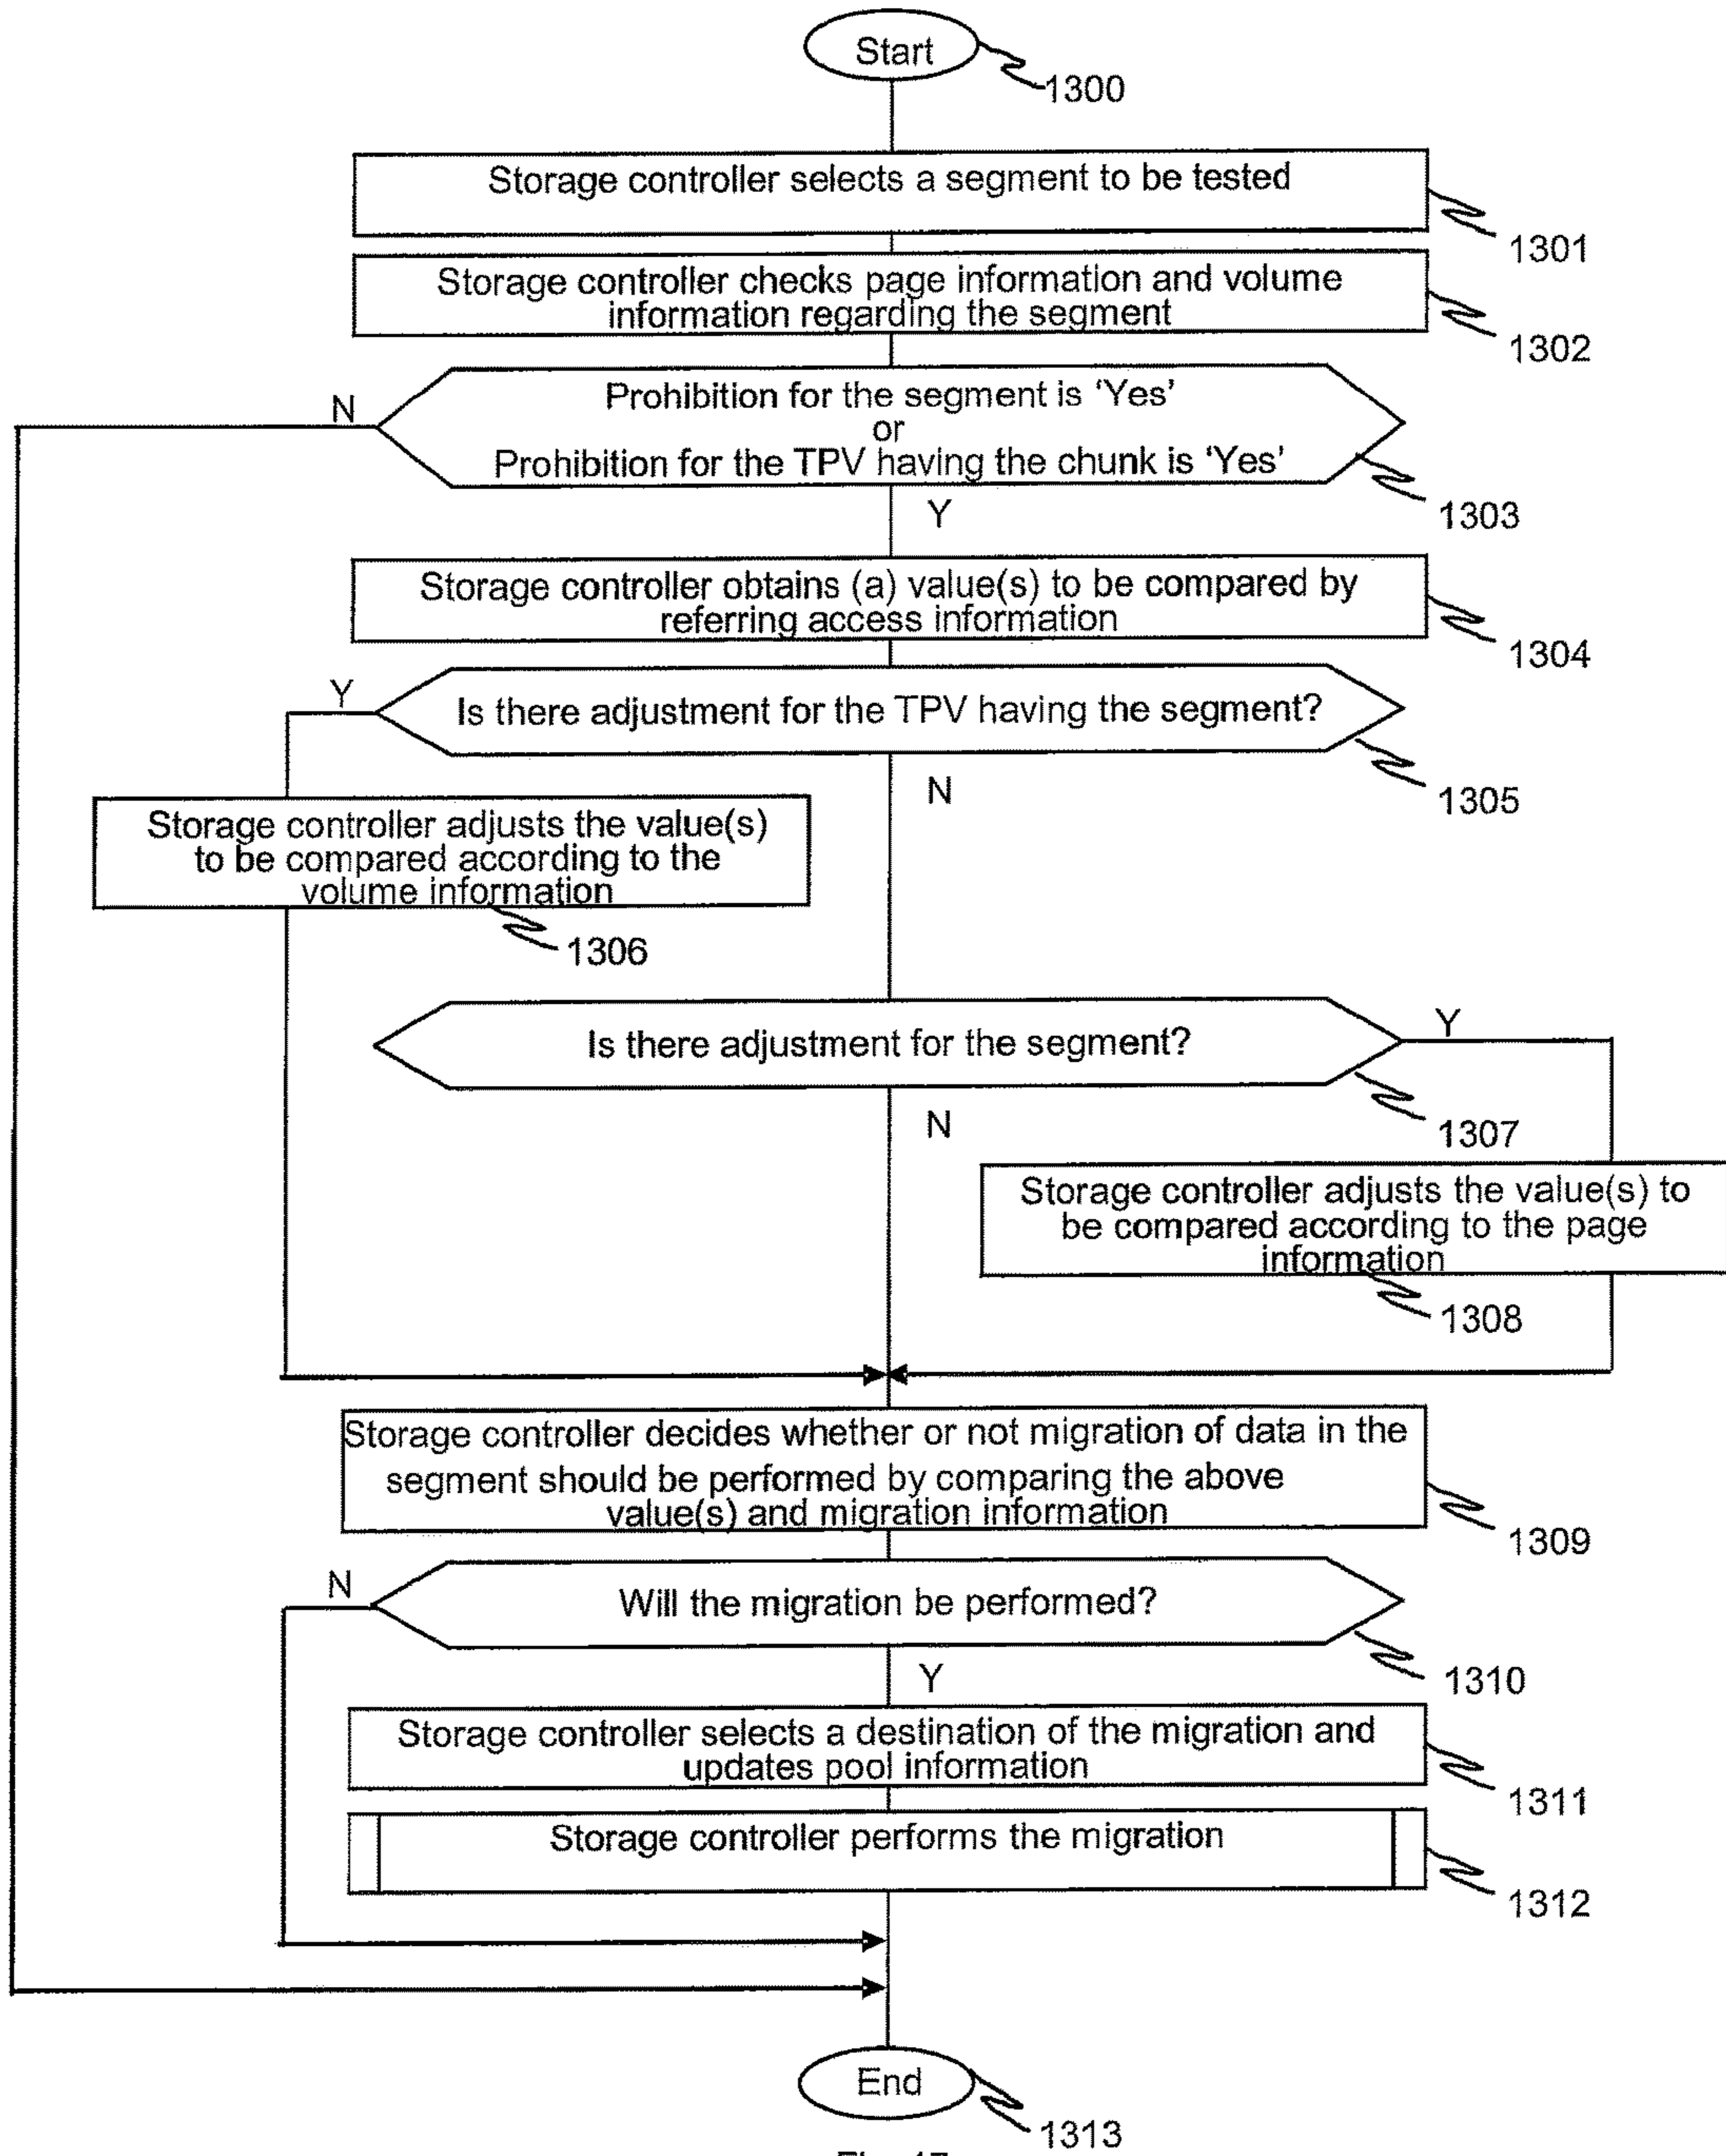 Start
1300
Storage controller selects a segment to be tested
1301
Storage controller checks page information and volume
information regarding the segment
1302
N
Prohibition for the segment is ‘Yes’
or
Prohibition for the TPV having the chunk is ‘Yes’
1303
Y
Storage controller obtains (a) value(s) to be compared by
referring access information
1304
Y
Is there adjustment for the TPV having the segment?
1305
N
Storage controller adjusts the value(s)
to be compared according to the
volume information
1306
Is there adjustment for the segment?
Y
1307
N
Storage controller adjusts the value(s) to
be compared according to the page
information
1308
Storage controller decides whether or not migration of data in the
segment should be performed by comparing the above
value(s) and migration information
1309
N
Will the migration be performed?
1310
Y
Storage controller selects a destination of the migration and
updates pool information
1311
Storage controller performs the migration
1312
End
1313